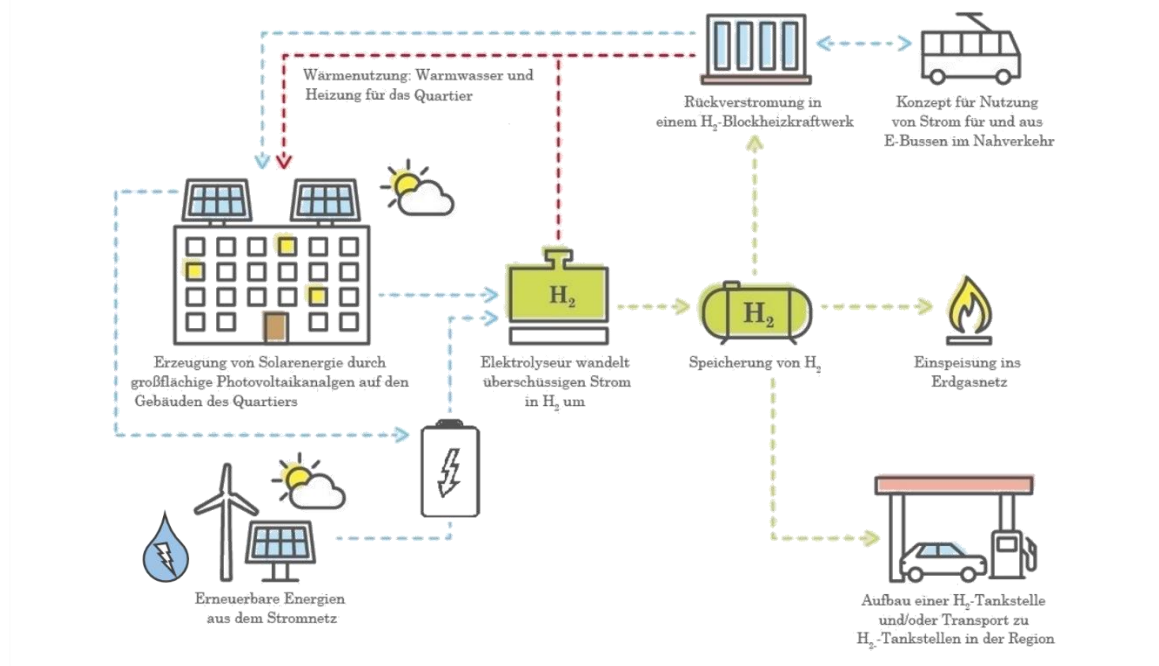 Wärmenutzung: Warmwasser und
Heizung für das Quartier
Rückverstromung in
einem H₂-Blockheizkraftwerk
Konzept für Nutzung
von Strom für und aus
E-Bussen im Nahverkehr
H₂
H₂
Erzeugung von Solarenergie durch
großflächige Photovoltaikanalgen auf den
Gebäuden des Quartiers
Elektrolyseur wandelt
überschüssigen Strom
in H₂ um
Speicherung von H₂
Einspeisung ins
Erdgasnetz
Erneuerbare Energien
aus dem Stromnetz
Aufbau einer H₂-Tankstelle
und/oder Transport zu
H₂-Tankstellen in der Region